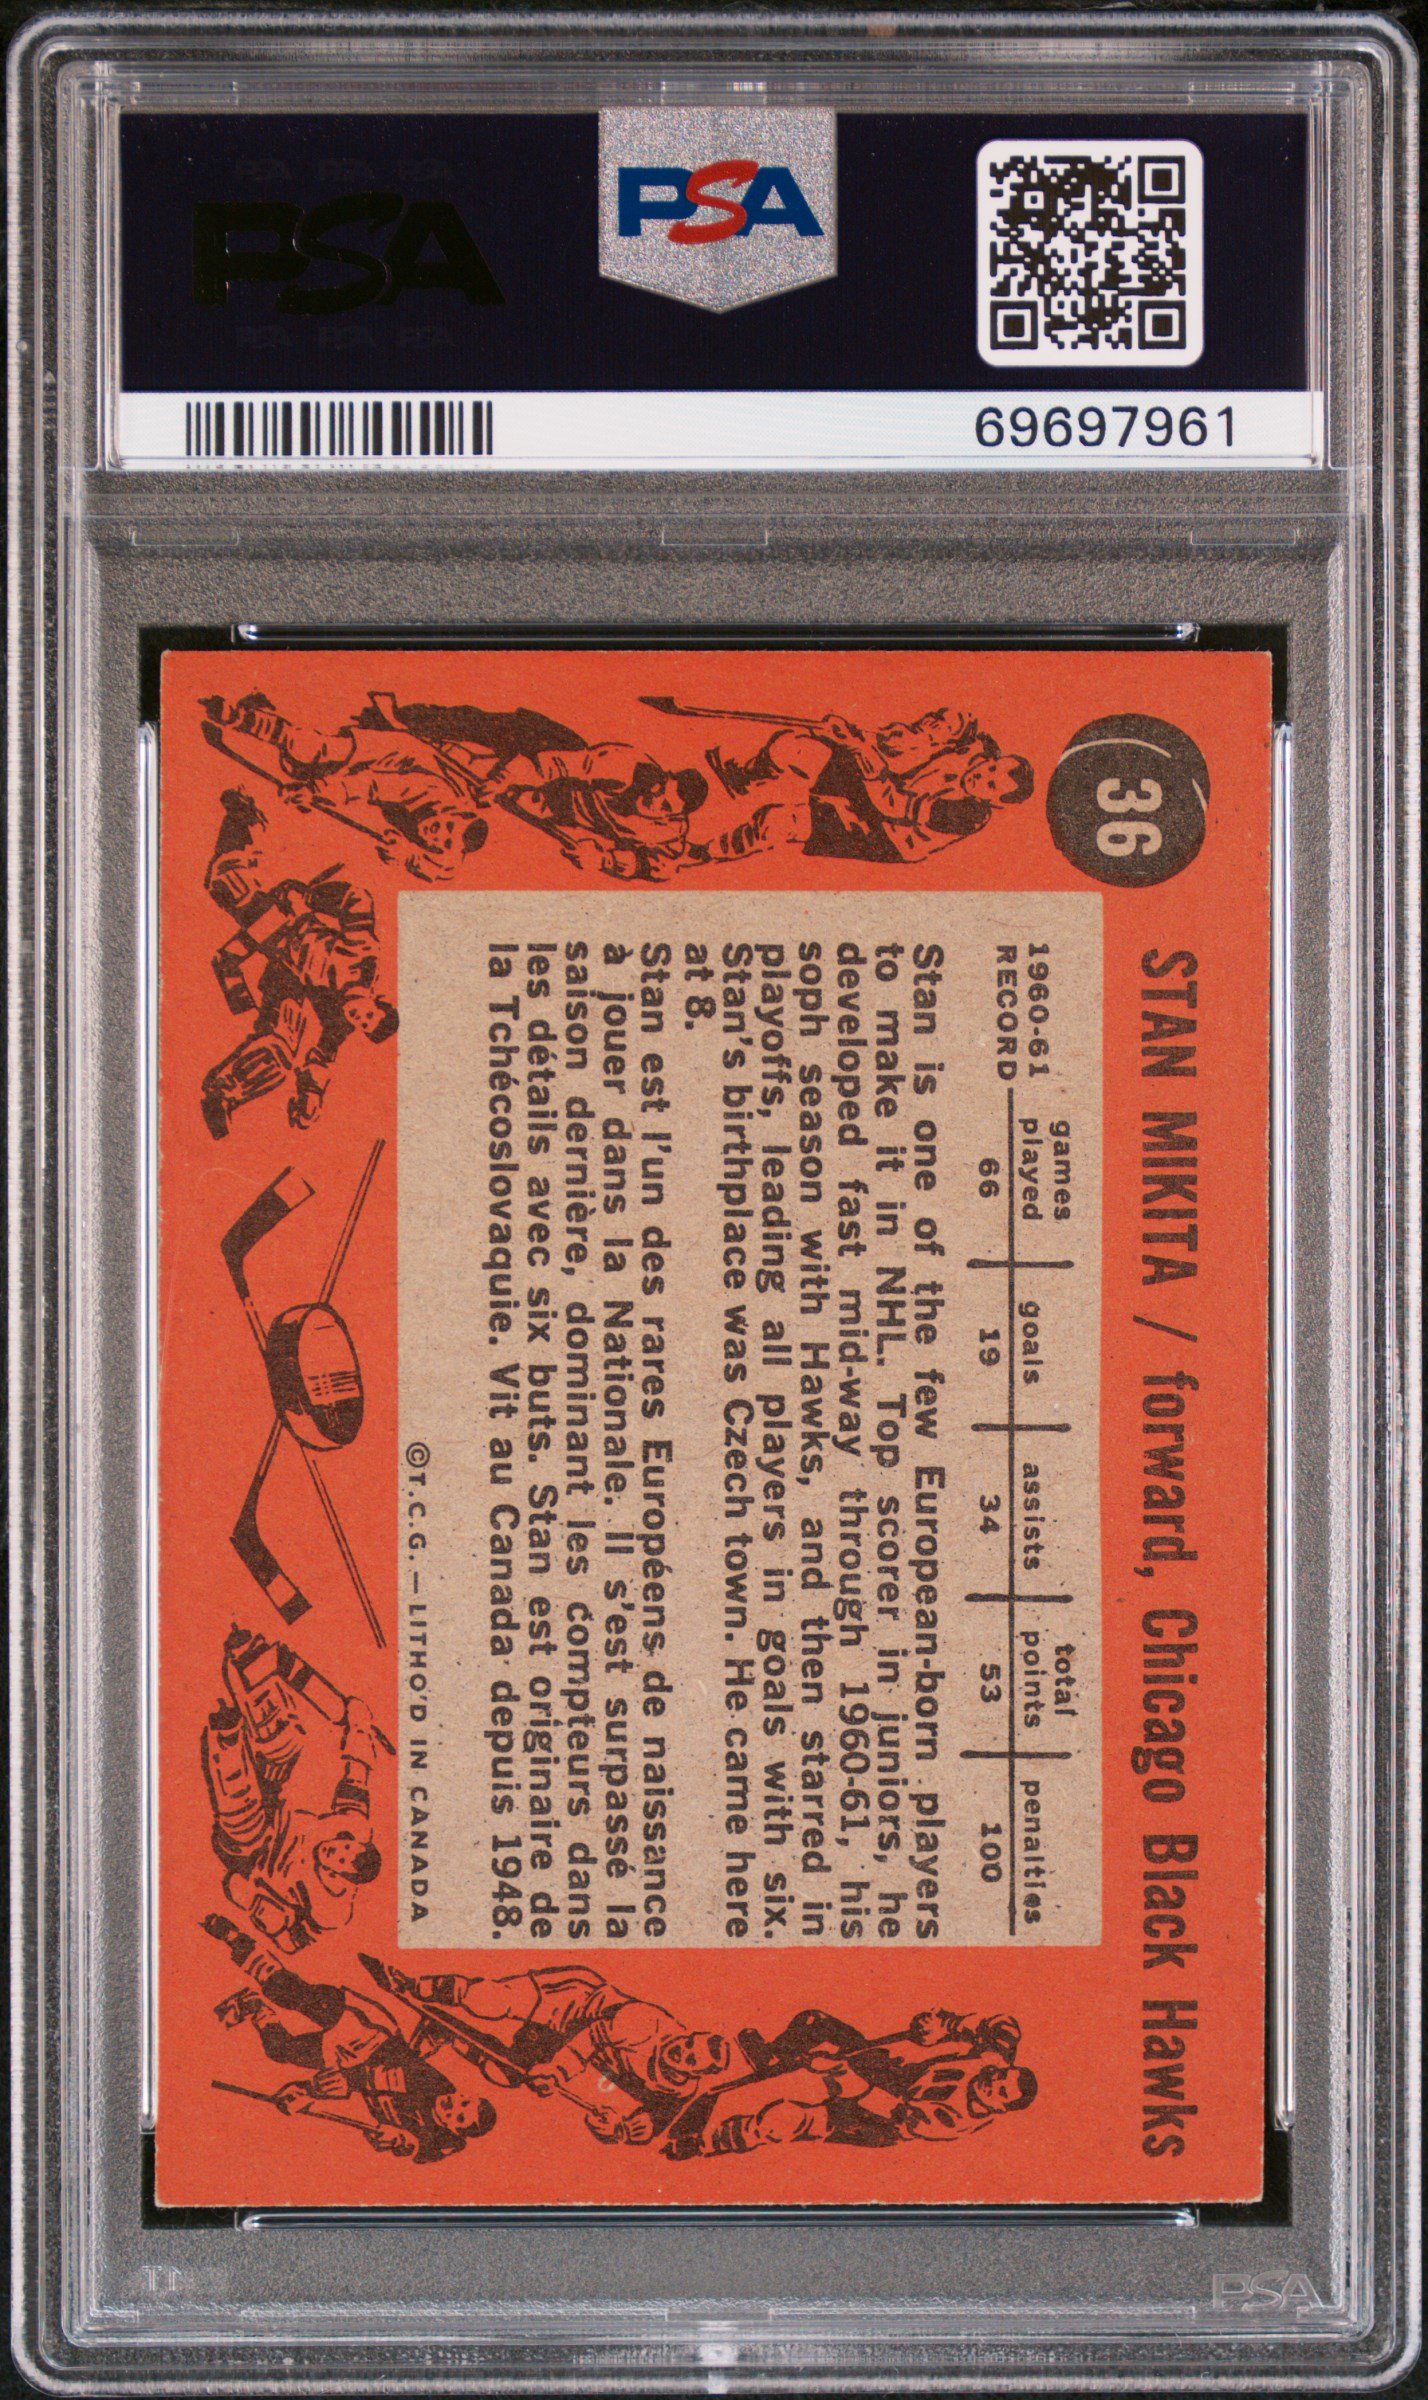 PSA
PSA
69697961
36
STAN MIKITA / forward, Chicago Black Hawks
1960-61 RECORD
games played | goals | assists | total points | penalties
66 19 34 53 100
Stan is one of the few European-born players
to make it in NHL. Top scorer in juniors, he
developed fast mid-way through 1960-61, his
soph season with Hawks, and then starred in
playoffs, leading all players in goals with six.
Stan's birthplace was Czech town. He came here
at 8.
Stan est l'un des rares Européens de naissance
à jouer dans la Nationale. Il s'est surpassé la
saison dernière, dominant les compteurs dans
les détails avec six buts. Stan est originaire de
la Tchécoslovaquie. Vit au Canada depuis 1948.
©T.C.G.—LITHO'D IN CANADA
PSA